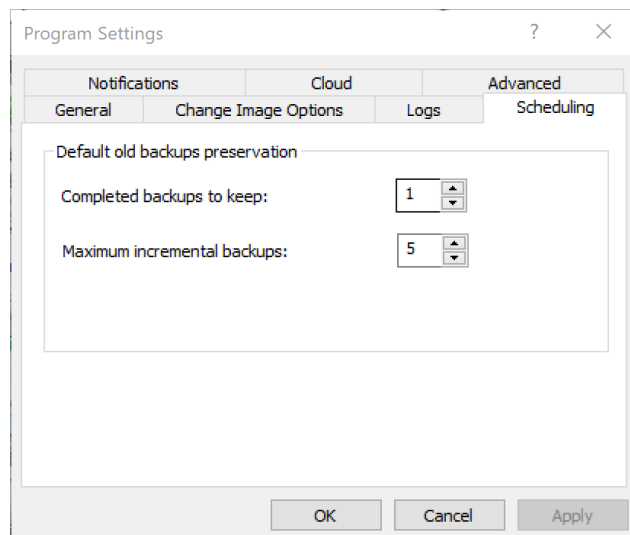 Program Settings ? ×
Notifications Cloud Advanced
General Change Image Options Logs Scheduling
Default old backups preservation
Completed backups to keep: 1
Maximum incremental backups: 5
OK Cancel Apply